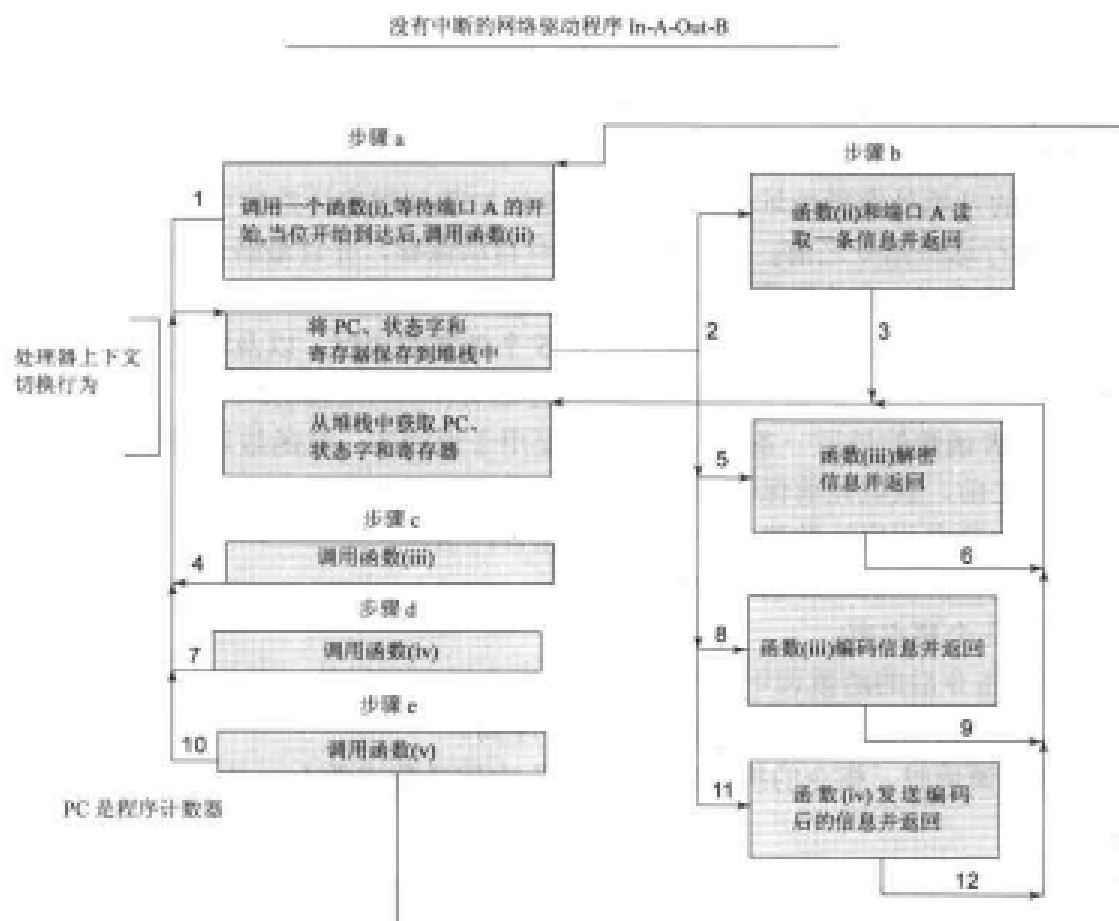 没有中断的网络驱动程序 In-A-Out-B
步骤 a
步骤 b
1
调用一个函数(i),等待端口 A 的开
始,当位开始到达后,调用函数(ii)
函数(ii)和端口 A 读
取一条信息并返回
将 PC、状态字和
寄存器保存到堆栈中
2
3
处理器上下文
切换行为
从堆栈中获取 PC、
状态字和寄存器
5
函数(iii)解密
信息并返回
步骤 c
4
调用函数(iii)
6
步骤 d
7
调用函数(iv)
8
函数(iii)编码信息并返回
步骤 e
10
调用函数(v)
9
11
函数(iv)发送编码
后的信息并返回
PC 是程序计数器
12